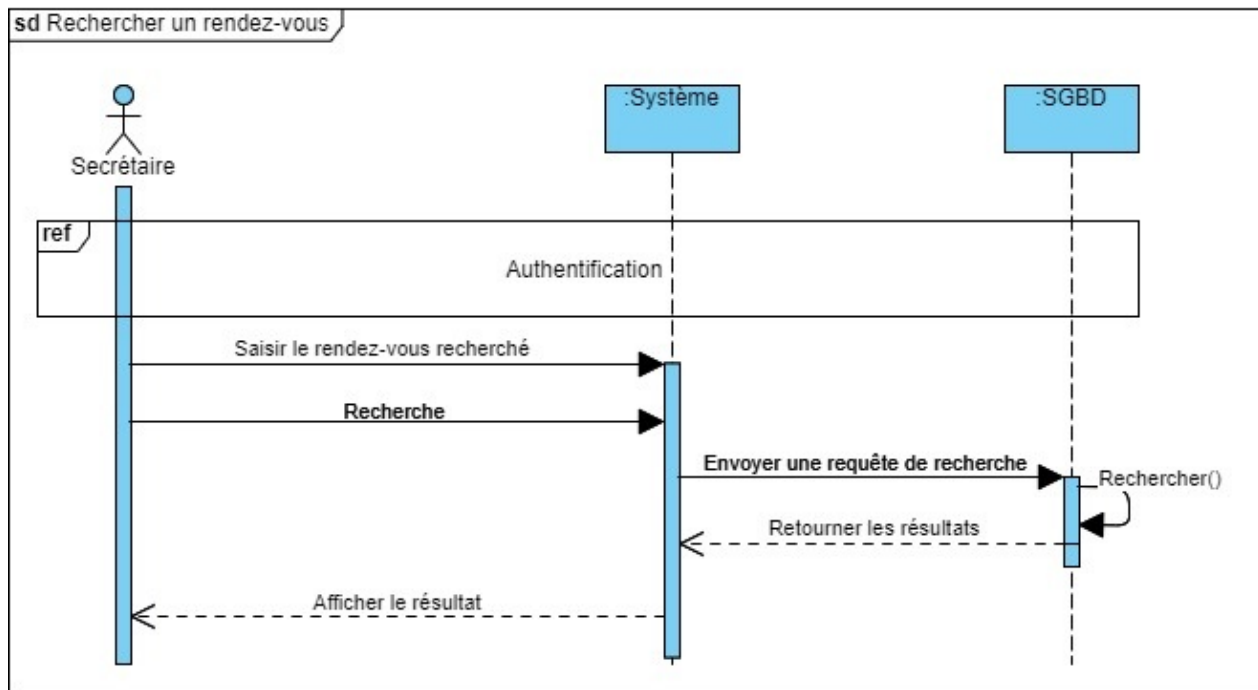 sd Rechercher un rendez-vous
:Système
:SGBD
Secrétaire
ref
Authentification
Saisir le rendez-vous recherché
Recherche
Envoyer une requête de recherche
Rechercher()
Retourner les résultats
Afficher le résultat